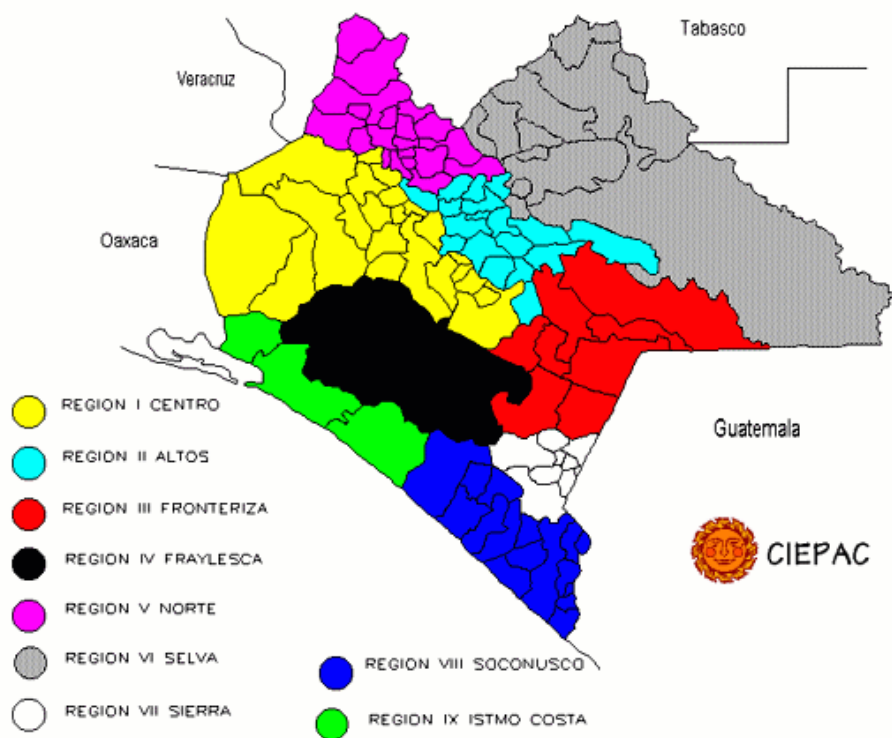 Tabasco
Veracruz
Oaxaca
Guatemala
REGION I CENTRO
REGION II ALTOS
REGION III FRONTERIZA
REGION IV FRAYLESCA
REGION V NORTE
REGION VI SELVA
REGION VII SIERRA
REGION VIII SOCONUSCO
REGION IX ISTMO COSTA
CIEPAC